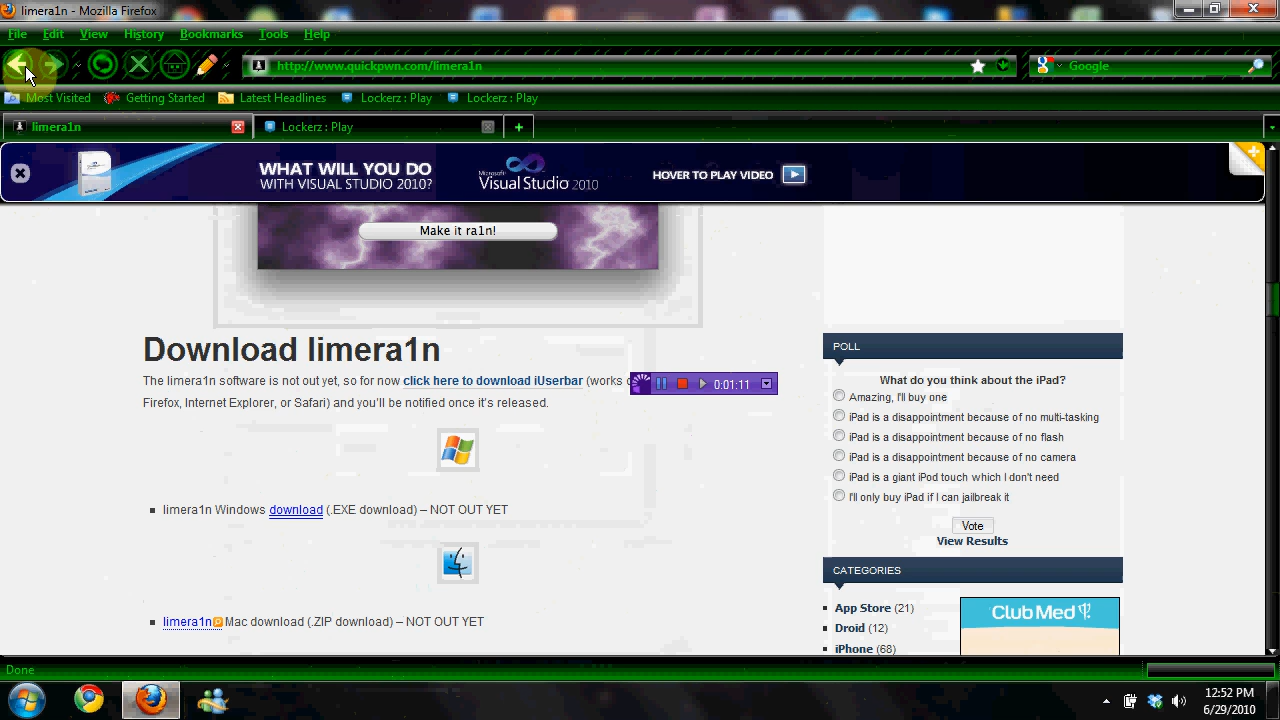 limera1n - Mozilla Firefox
File Edit View History Bookmarks Tools Help
http://www.quickpwn.com/limera1n
Google
Most Visited Getting Started Latest Headlines Lockerz : Play Lockerz : Play
limera1n Lockerz : Play
WHAT WILL YOU DO
WITH VISUAL STUDIO 2010?
Microsoft
Visual Studio 2010
HOVER TO PLAY VIDEO
Make it ra1n!
Download limera1n
The limera1n software is not out yet, so for now click here to download iUserbar (works
Firefox, Internet Explorer, or Safari) and you'll be notified once it's released.
0:01:11
limera1n Windows download (.EXE download) – NOT OUT YET
limera1n Mac download (.ZIP download) – NOT OUT YET
POLL
What do you think about the iPad?
Amazing, I'll buy one
iPad is a disappointment because of no multi-tasking
iPad is a disappointment because of no flash
iPad is a disappointment because of no camera
iPad is a giant iPod touch which I don't need
I'll only buy iPad if I can jailbreak it
Vote
View Results
CATEGORIES
App Store (21)
Droid (12)
iPhone (68)
Club Med
Done
12:52 PM
6/29/2010